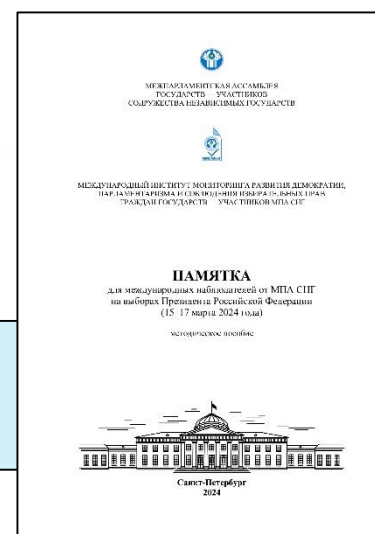 МЕЖПАРЛАМЕНТСКАЯ АССАМБЛЕЯ
ГОСУДАРСТВ — УЧАСТНИКОВ
СОДРУЖЕСТВА НЕЗАВИСИМЫХ ГОСУДАРСТВ
МЕЖДУНАРОДНЫЙ ИНСТИТУТ МОНИТОРИНГА РАЗВИТИЯ ДЕМОКРАТИИ,
ПАРЛАМЕНТАРИЗМА И СОБЛЮДЕНИЯ ИЗБИРАТЕЛЬНЫХ ПРАВ
ГРАЖДАН ГОСУДАРСТВ — УЧАСТНИКОВ МПА СНГ
ПАМЯТКА
для международных наблюдателей от МПА СНГ
на выборах Президента Российской Федерации
(15–17 марта 2024 года)
методическое пособие
Санкт-Петербург
2024